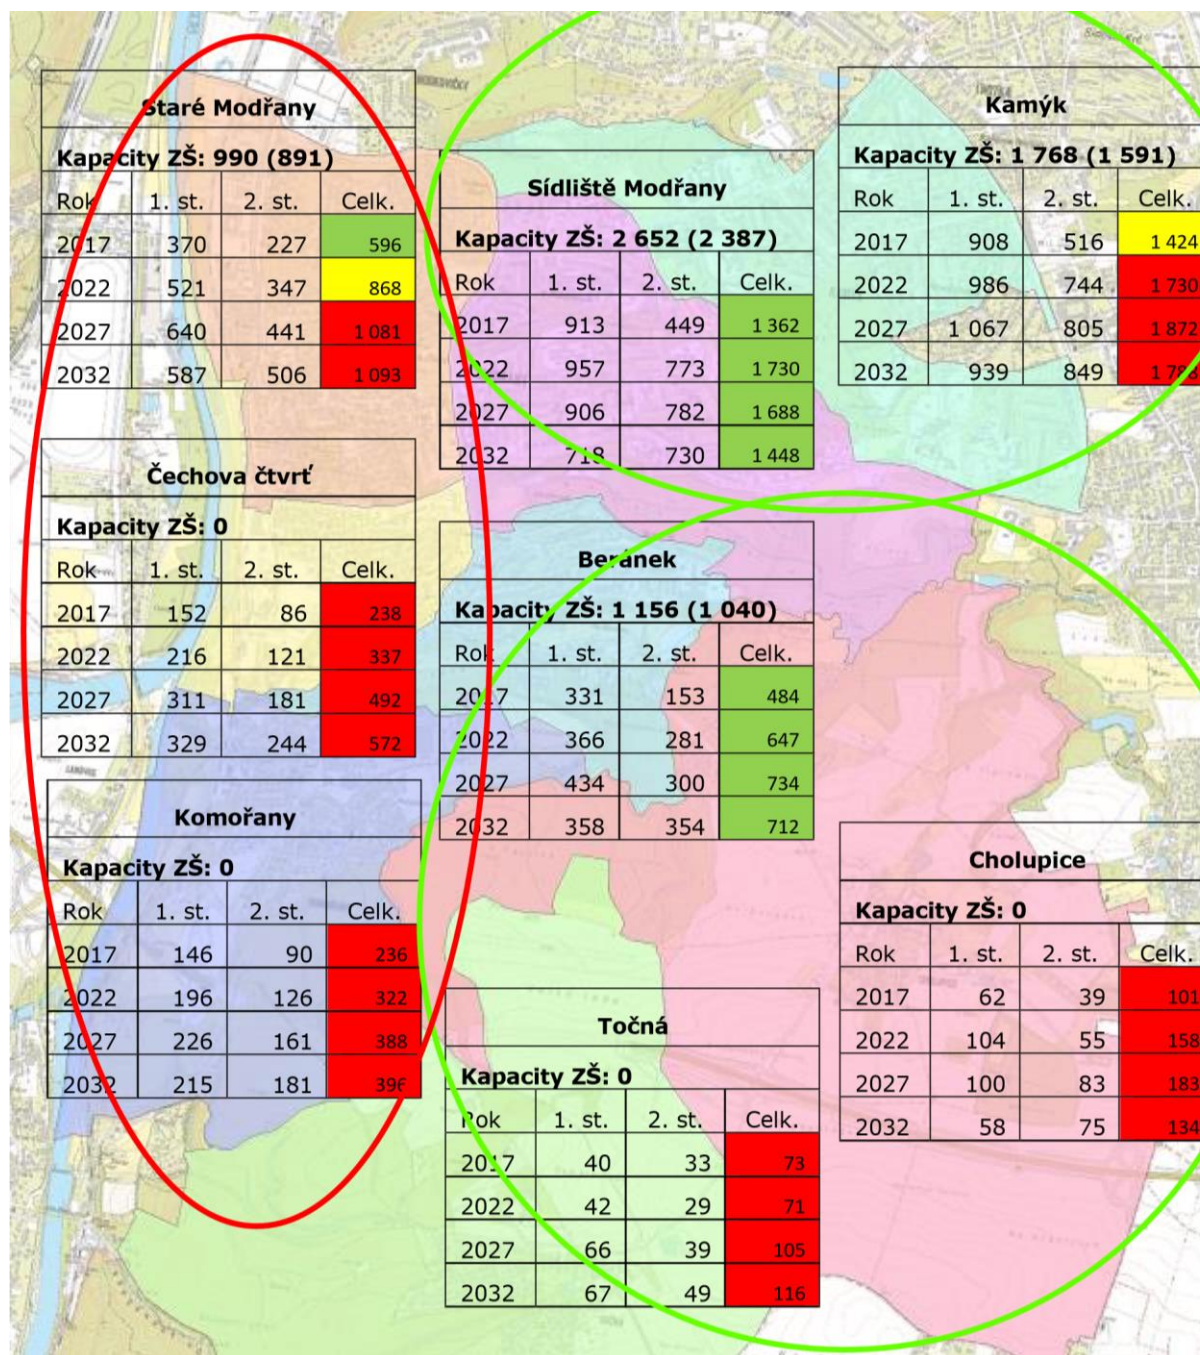 Staré Modřany
Kapacity ZŠ: 990 (891)
Rok 1. st. 2. st. Celk.
2017 370 227 596
2022 521 347 868
2027 640 441 1 081
2032 587 506 1 093
Kamýk
Kapacity ZŠ: 1 768 (1 591)
Rok 1. st. 2. st. Celk.
2017 908 516 1 424
2022 986 744 1 730
2027 1 067 805 1 872
2032 939 849 1 788
Sídliště Modřany
Kapacity ZŠ: 2 652 (2 387)
Rok 1. st. 2. st. Celk.
2017 913 449 1 362
2022 957 773 1 730
2027 906 782 1 688
2032 718 730 1 448
Čechova čtvrť
Kapacity ZŠ: 0
Rok 1. st. 2. st. Celk.
2017 152 86 238
2022 216 121 337
2027 311 181 492
2032 329 244 572
Beránek
Kapacity ZŠ: 1 156 (1 040)
Rok 1. st. 2. st. Celk.
2017 331 153 484
2022 366 281 647
2027 434 300 734
2032 358 354 712
Komořany
Kapacity ZŠ: 0
Rok 1. st. 2. st. Celk.
2017 146 90 236
2022 196 126 322
2027 226 161 388
2032 215 181 396
Cholupice
Kapacity ZŠ: 0
Rok 1. st. 2. st. Celk.
2017 62 39 101
2022 104 55 158
2027 100 83 183
2032 58 75 134
Točná
Kapacity ZŠ: 0
Rok 1. st. 2. st. Celk.
2017 40 33 73
2022 42 29 71
2027 66 39 105
2032 67 49 116